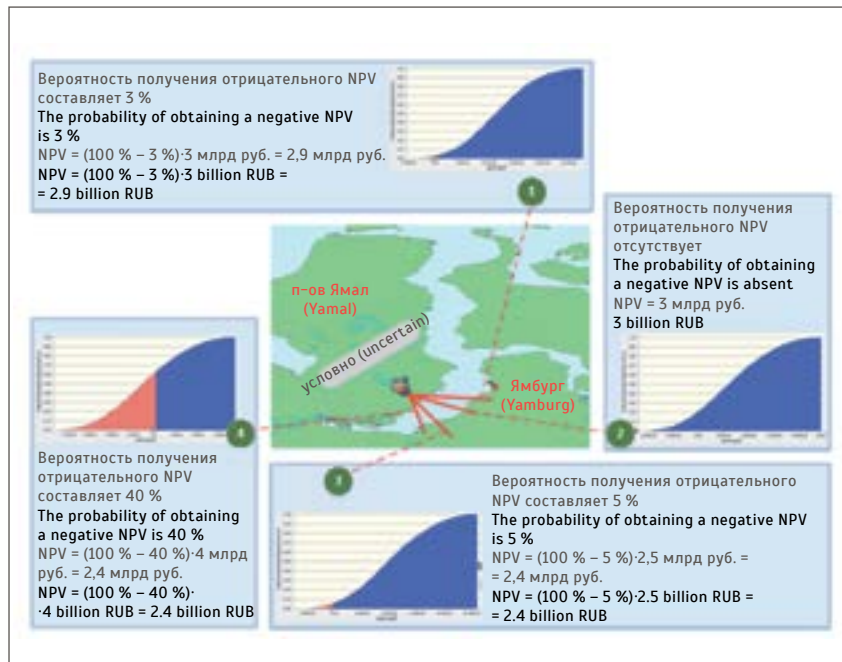 Вероятность получения отрицательного NPV
составляет 3 %
The probability of obtaining a negative NPV
is 3 %
NPV = (100 % – 3 %)·3 млрд руб. = 2,9 млрд руб.
NPV = (100 % – 3 %)·3 billion RUB =
= 2.9 billion RUB
1
Вероятность получения
отрицательного NPV
отсутствует
The probability of obtaining
a negative NPV is absent
NPV = 3 млрд руб.
3 billion RUB
2
п-ов Ямал
(Yamal)
условно (uncertain)
Ямбург
(Yamburg)
4
Вероятность получения
отрицательного NPV
составляет 40 %
The probability of obtaining
a negative NPV is 40 %
NPV = (100 % – 40 %)·4 млрд
руб. = 2,4 млрд руб.
NPV = (100 % – 40 %)·
·4 billion RUB = 2.4 billion RUB
3
Вероятность получения отрицательного
NPV составляет 5 %
The probability of obtaining a negative NPV
is 5 %
NPV = (100 % – 5 %)·2,5 млрд руб. =
= 2,4 млрд руб.
NPV = (100 % – 5 %)·2.5 billion RUB =
= 2.4 billion RUB